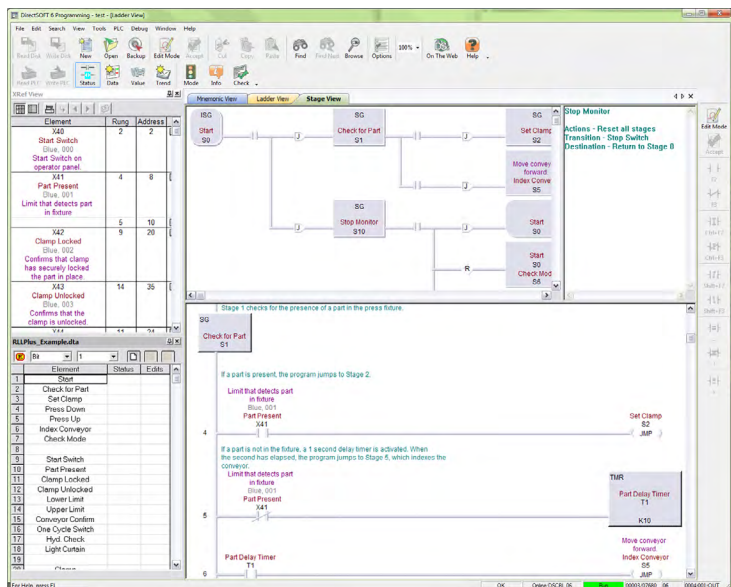 DirectSOFT 6 Programming - test - [Ladder View]
File Edit Search View Tools PLC Debug Window Help
Read Disk Write Disk New Open Backup Edit Mode Accept Cut Copy Paste Find Find Next Browse Options 100% On The Web Help
Read PLC Write PLC Status Data Value Trend Mode Info Check
XRef View
Mnemonic View Ladder View Stage View
Element Rung Address
X40 2 2
Start Switch
Blue, 000
Start Switch on
operator panel.
X41 4 8
Part Present
Blue, 001
Limit that detects part
in fixture
5 10
X42 9 20
Clamp Locked
Blue, 002
Confirms that clamp
has securely locked
the part in place.
X43 14 35
Clamp Unlocked
Blue, 003
Confirms that the
clamp is unlocked.
ISG
Start
S0
J
SG
Check for Part
S1
J
SG
Set Clamp
S2
J
Move convey
forward.
Index Conve
S5
J
SG
Stop Monitor
S10
J
Start
S0
R
Start
S0
Check Mod
S6
Stop Monitor
Actions - Reset all stages
Transition - Stop Switch
Destination - Return to Stage 0
Edit Mode
Accept
RLLPlus_Example.dta
Bit 1
Element Status Edits
1 Start
2 Check for Part
3 Set Clamp
4 Press Down
5 Press Up
6 Index Conveyor
7 Check Mode
8
9 Start Switch
10 Part Present
11 Clamp Locked
12 Clamp Unlocked
13 Lower Limit
14 Upper Limit
15 Conveyor Confirm
16 One Cycle Switch
17 Hyd. Check
18 Light Curtain
19
Stage 1 checks for the presence of a part in the press fixture.
SG
Check for Part
S1
If a part is present, the program jumps to Stage 2.
Limit that detects part
in fixture
Blue, 001
Part Present
X41
4
Set Clamp
S2
JMP
If a part is not in the fixture, a 1 second delay timer is activated. When
the second has elapsed, the program jumps to Stage 5, which indexes the
conveyor.
Limit that detects part
in fixture
Blue, 001
Part Present
X41
5
TMR
Part Delay Timer
T1
K10
Part Delay Timer
T1
6
Move conveyor
forward.
Index Conveyor
S5
JMP
For Help, press F1
OK